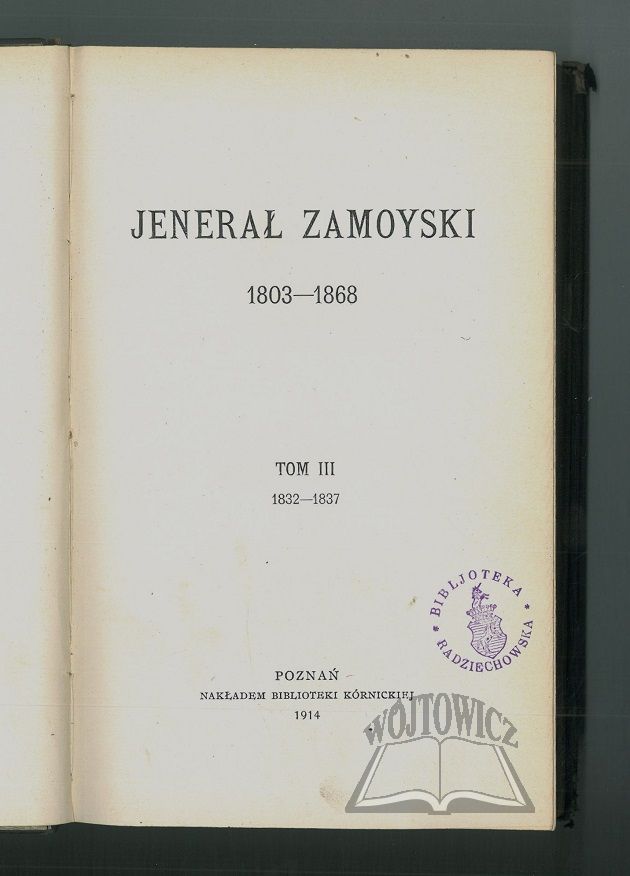 JENERAŁ ZAMOYSKI
1803—1868
TOM III
1832—1837
* BIBLJOTEKA *
RADZIECHOWSKA
POZNAŃ
NAKŁADEM BIBLIOTEKI KÓRNICKIEJ
1914
WÓJTOWICZ